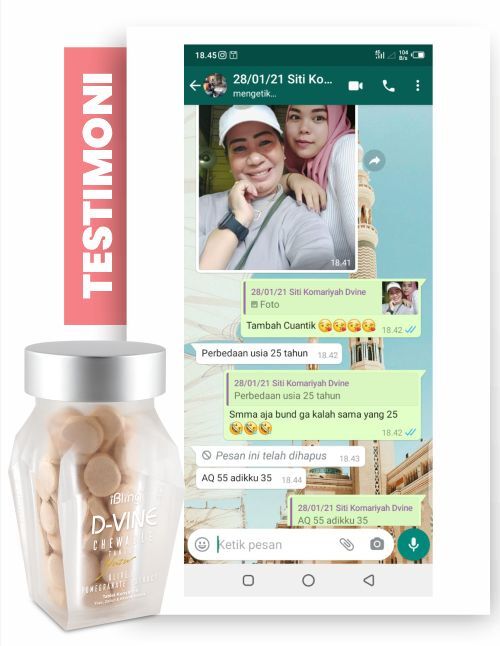 TESTIMONI
18.45
104
B/s
28/01/21 Siti Ko...
mengetik...
18.41
28/01/21 Siti Komariyah Dvine
Foto
Tambah Cuantik 😘😘😘😘
18.42
Perbedaan usia 25 tahun
18.42
28/01/21 Siti Komariyah Dvine
Perbedaan usia 25 tahun
Smma aja bund ga kalah sama yang 25
🤣🤣🤣
18.42
Pesan ini telah dihapus
18.43
AQ 55 adikku 35
18.44
28/01/21 Siti Komariyah Dvine
AQ 55 adikku 35
Ketik pesan
iBling
D-VINE
CHEWABLE
POMEGRANATE